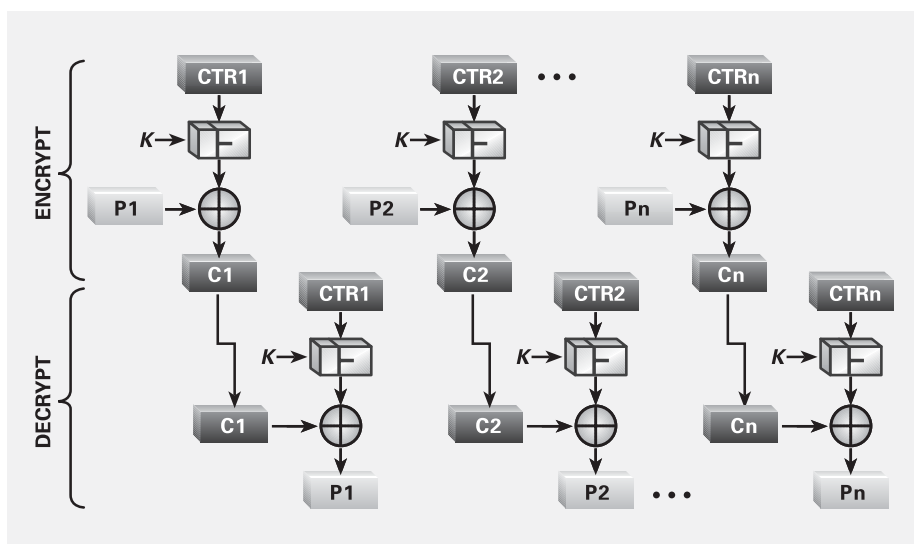 ENCRYPT
CTR1
CTR2 •••
CTRn
K
K
K
P1
P2
Pn
C1
C2
Cn
DECRYPT
CTR1
CTR2
CTRn
K
K
K
C1
C2
Cn
P1
P2 •••
Pn